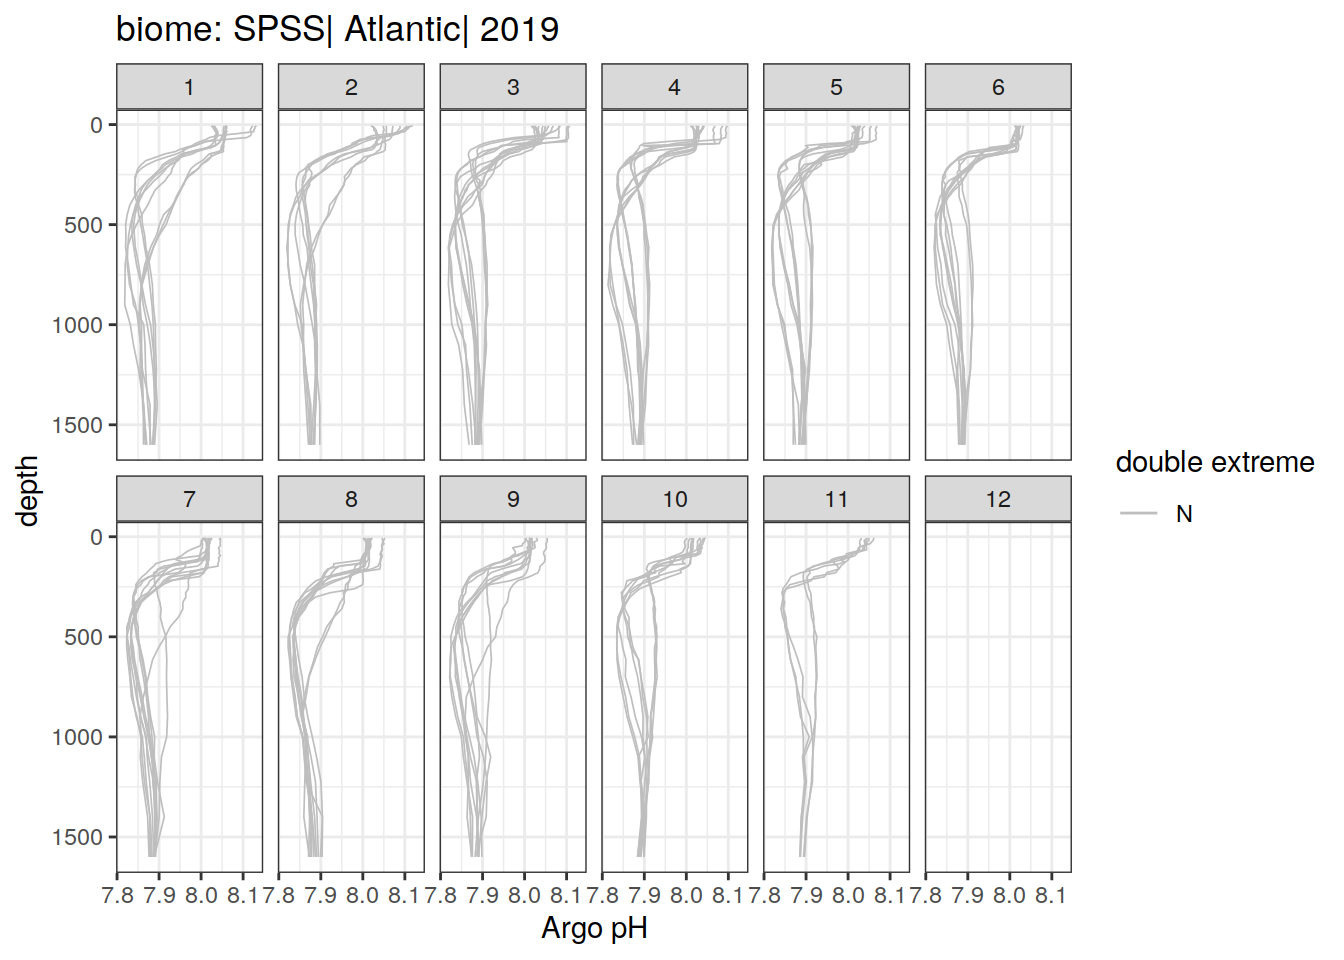 biome: SPSS| Atlantic| 2019
1 2 3 4 5 6
0
500
1000
1500
7 8 9 10 11 12
0
500
1000
1500
7.8 7.9 8.0 8.1 7.8 7.9 8.0 8.1 7.8 7.9 8.0 8.1 7.8 7.9 8.0 8.1 7.8 7.9 8.0 8.1 7.8 7.9 8.0 8.1
Argo pH
depth
double extreme
N